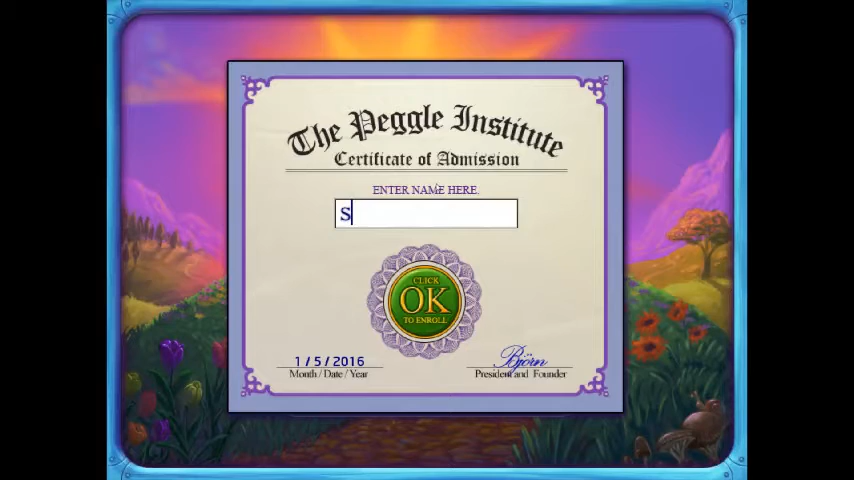 The Peggle Institute
Certificate of Admission
ENTER NAME HERE.
S
CLICK
OK
TO ENROLL
1 / 5 / 2016
Björn
Month / Date / Year
President and Founder